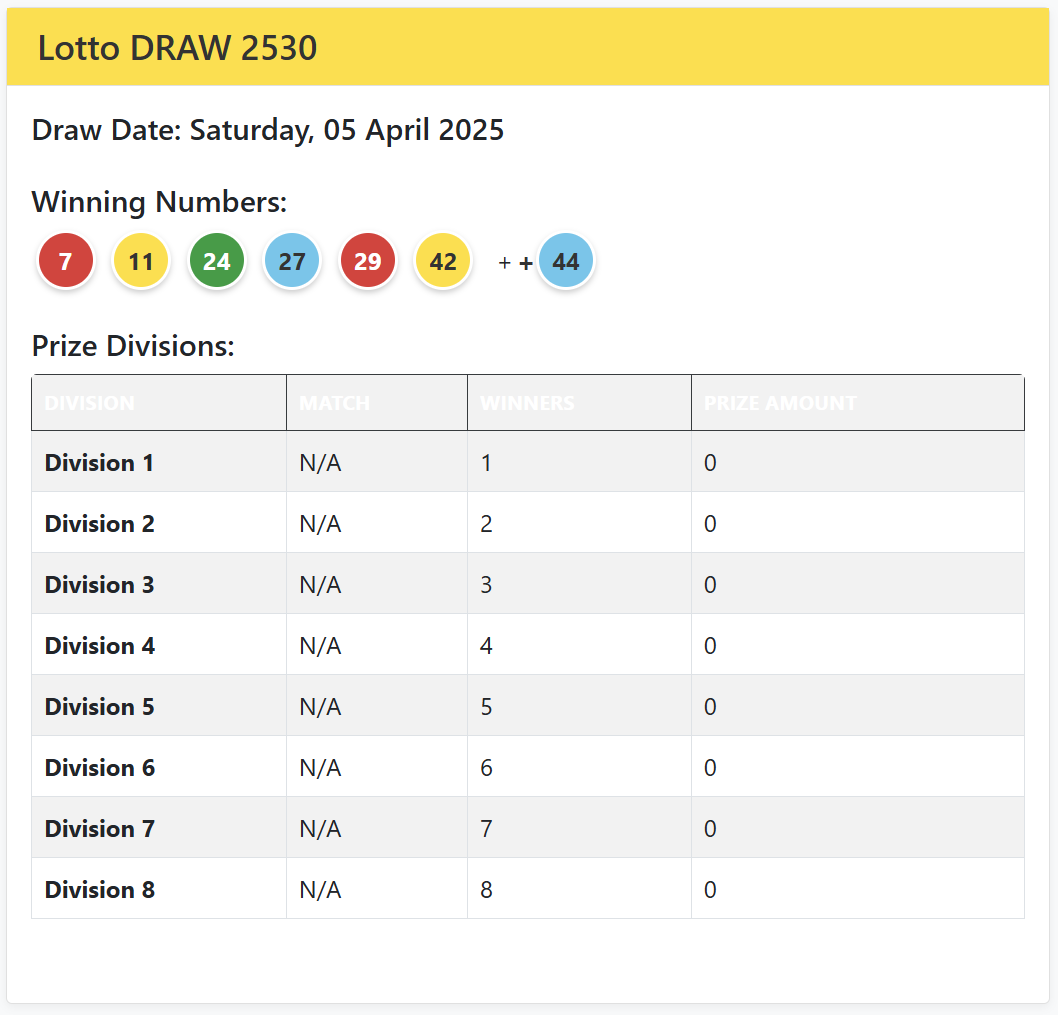 Lotto DRAW 2530
Draw Date: Saturday, 05 April 2025
Winning Numbers:
7 11 24 27 29 42 + + 44
Prize Divisions:
DIVISION MATCH WINNERS PRIZE AMOUNT
Division 1 N/A 1 0
Division 2 N/A 2 0
Division 3 N/A 3 0
Division 4 N/A 4 0
Division 5 N/A 5 0
Division 6 N/A 6 0
Division 7 N/A 7 0
Division 8 N/A 8 0